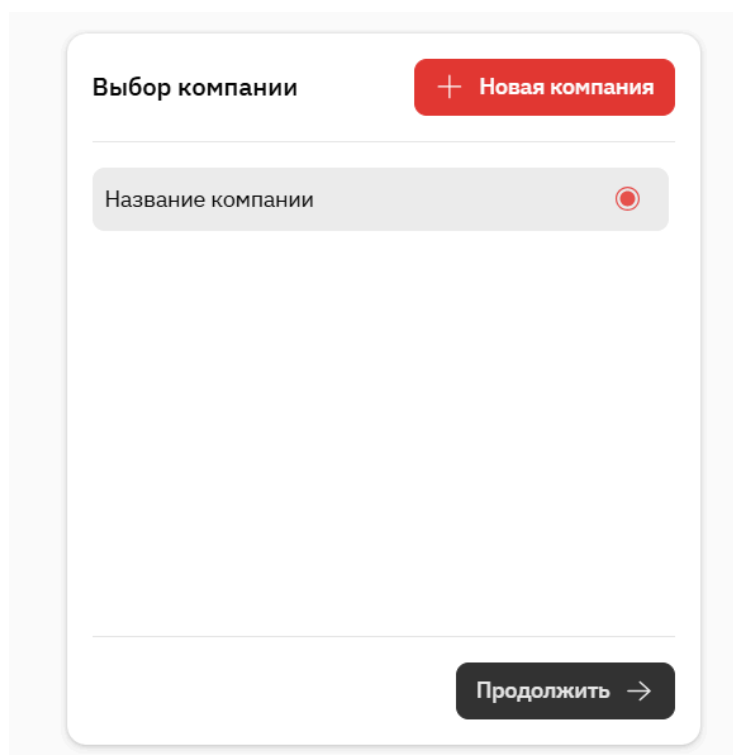 Выбор компании
Новая компания
Название компании
Продолжить